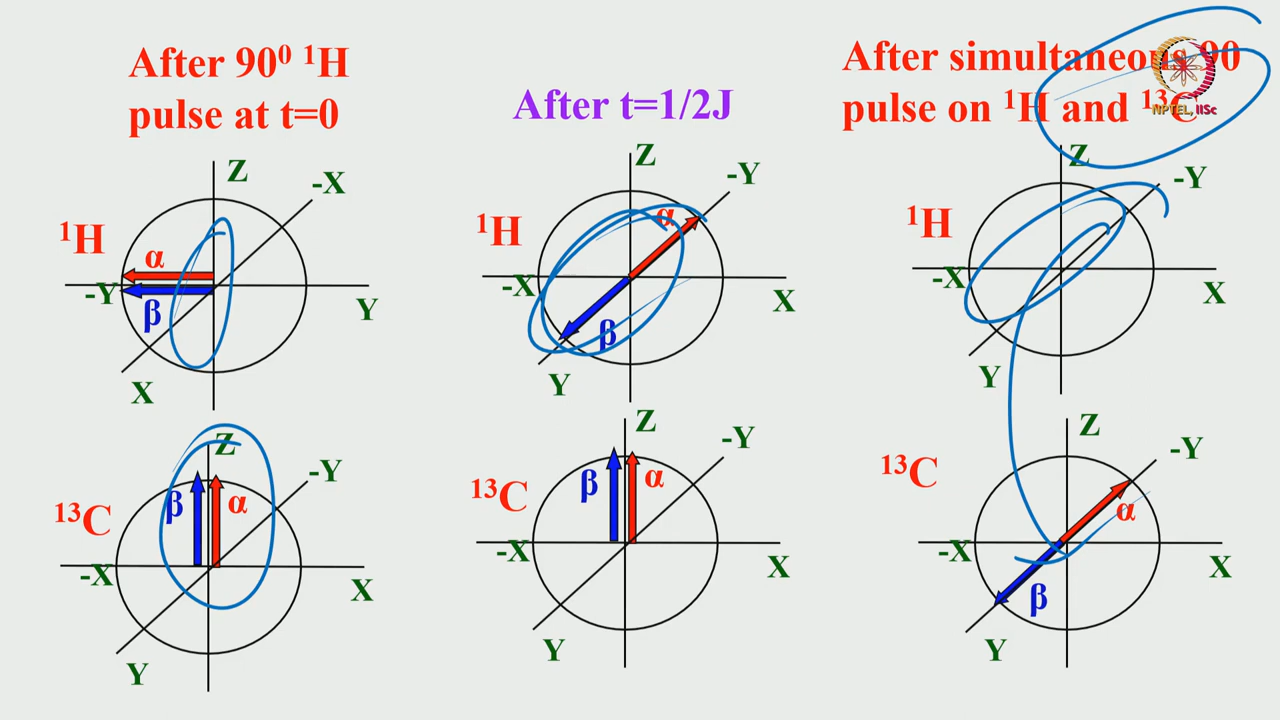 After 90⁰ ¹H
pulse at t=0
After t=1/2J
After simultaneous 90
pulse on ¹H and ¹³C
NPTEL, IISc
Z
-X
¹H
α
-Y
β
Y
X
Z
-Y
¹H
α
-X
X
β
Y
Z
-Y
¹H
-X
X
Y
Z
-Y
β
α
¹³C
-X
X
Y
Z
-Y
β
α
¹³C
-X
X
Y
Z
-Y
¹³C
α
-X
X
β
Y